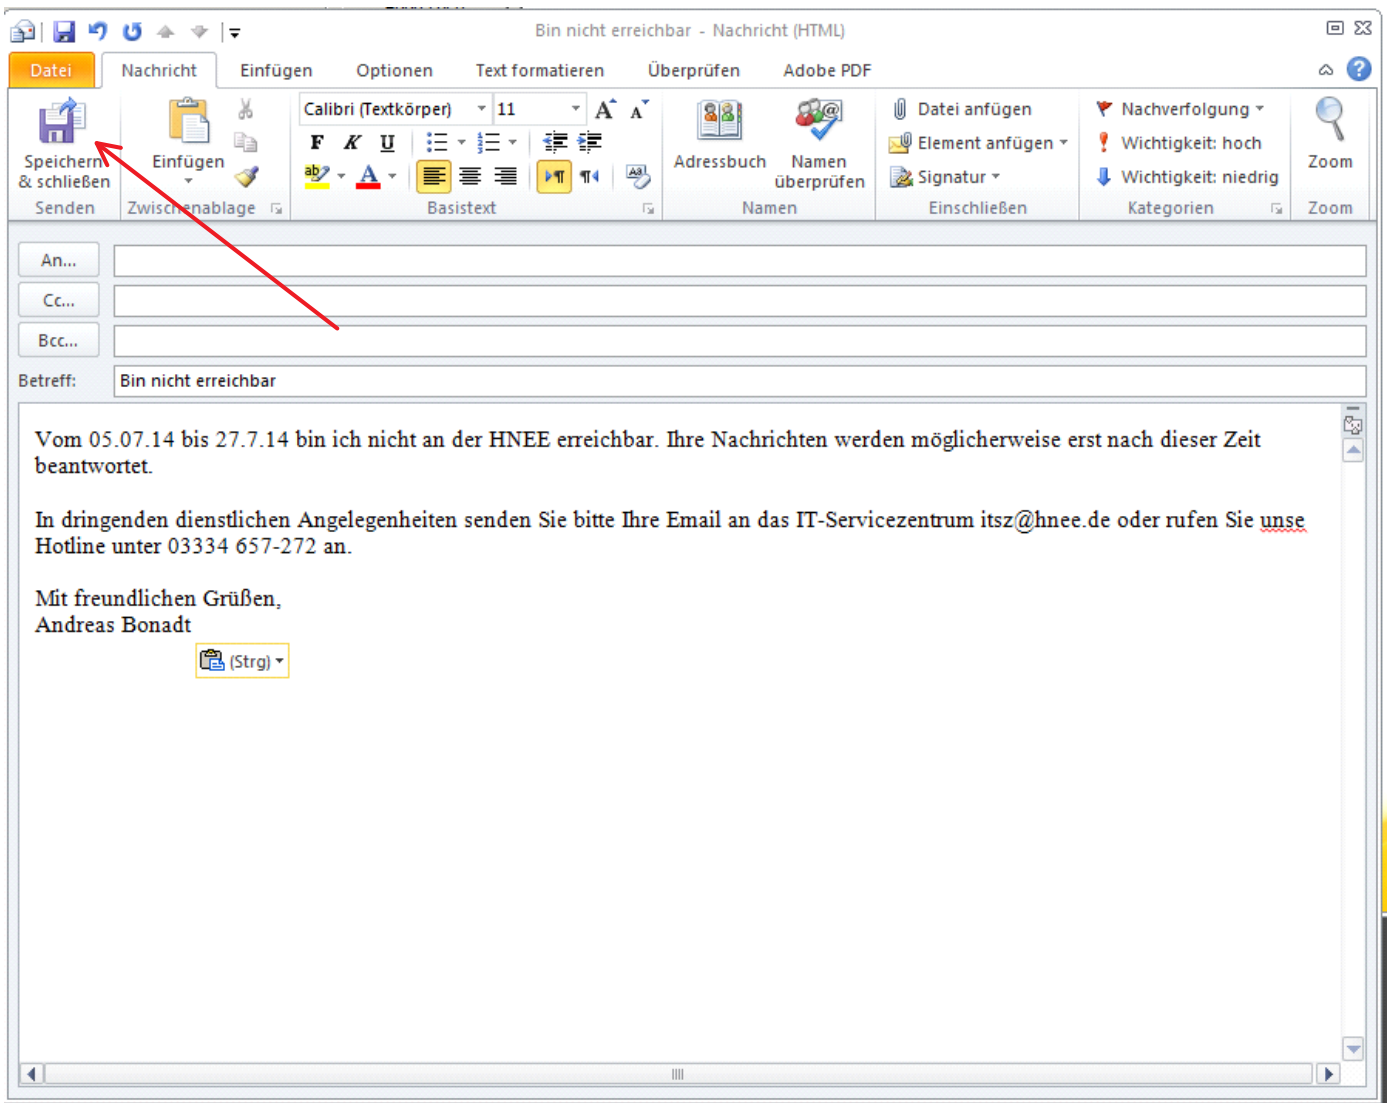 Bin nicht erreichbar - Nachricht (HTML)
Datei Nachricht Einfügen Optionen Text formatieren Überprüfen Adobe PDF
Speichern & schließen
Senden
Einfügen
Zwischenablage
Calibri (Textkörper) 11
F K U
Basistext
Adressbuch
Namen überprüfen
Namen
Datei anfügen
Element anfügen
Signatur
Einschließen
Nachverfolgung
Wichtigkeit: hoch
Wichtigkeit: niedrig
Kategorien
Zoom
Zoom
An...
Cc...
Bcc...
Betreff: Bin nicht erreichbar
Vom 05.07.14 bis 27.7.14 bin ich nicht an der HNEE erreichbar. Ihre Nachrichten werden möglicherweise erst nach dieser Zeit
beantwortet.
In dringenden dienstlichen Angelegenheiten senden Sie bitte Ihre Email an das IT-Servicezentrum itsz@hnee.de oder rufen Sie unse
Hotline unter 03334 657-272 an.
Mit freundlichen Grüßen,
Andreas Bonadt
(Strg)